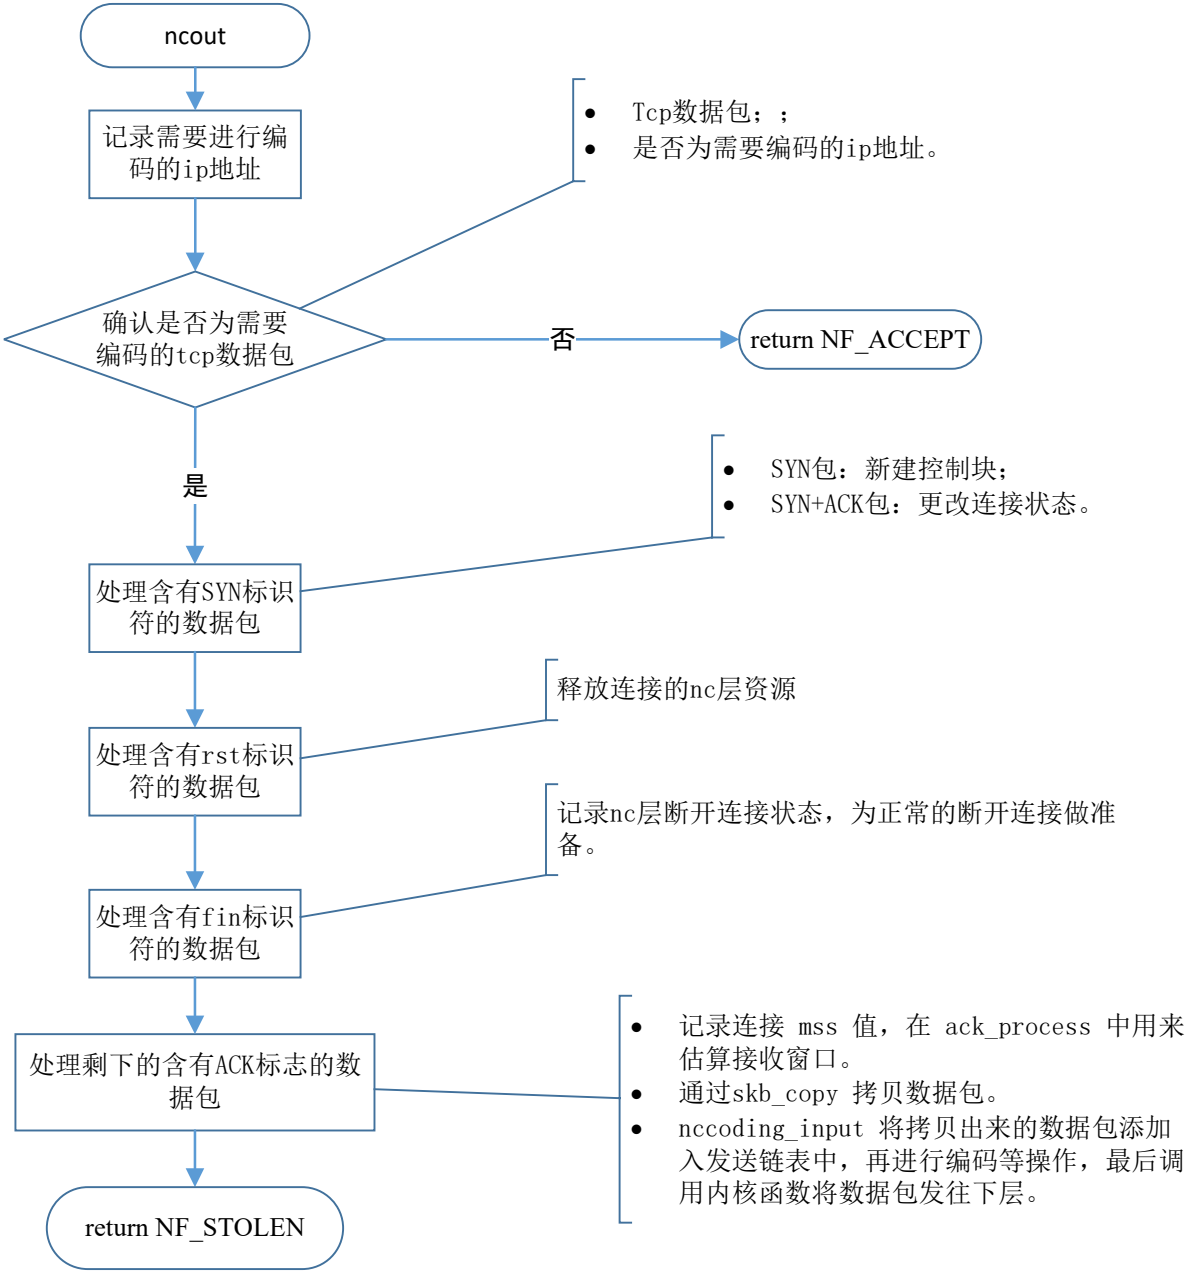 ncout
记录需要进行编
码的ip地址
Tcp数据包；；
是否为需要编码的ip地址。
确认是否为需要
编码的tcp数据包
否
return NF_ACCEPT
是
SYN包：新建控制块；
SYN+ACK包：更改连接状态。
处理含有SYN标识
符的数据包
释放连接的nc层资源
处理含有rst标识
符的数据包
记录nc层断开连接状态，为正常的断开连接做准
备。
处理含有fin标识
符的数据包
处理剩下的含有ACK标志的数
据包
记录连接 mss 值，在 ack_process 中用来
估算接收窗口。
通过skb_copy 拷贝数据包。
nccoding_input 将拷贝出来的数据包添加
入发送链表中，再进行编码等操作，最后调
用内核函数将数据包发往下层。
return NF_STOLEN